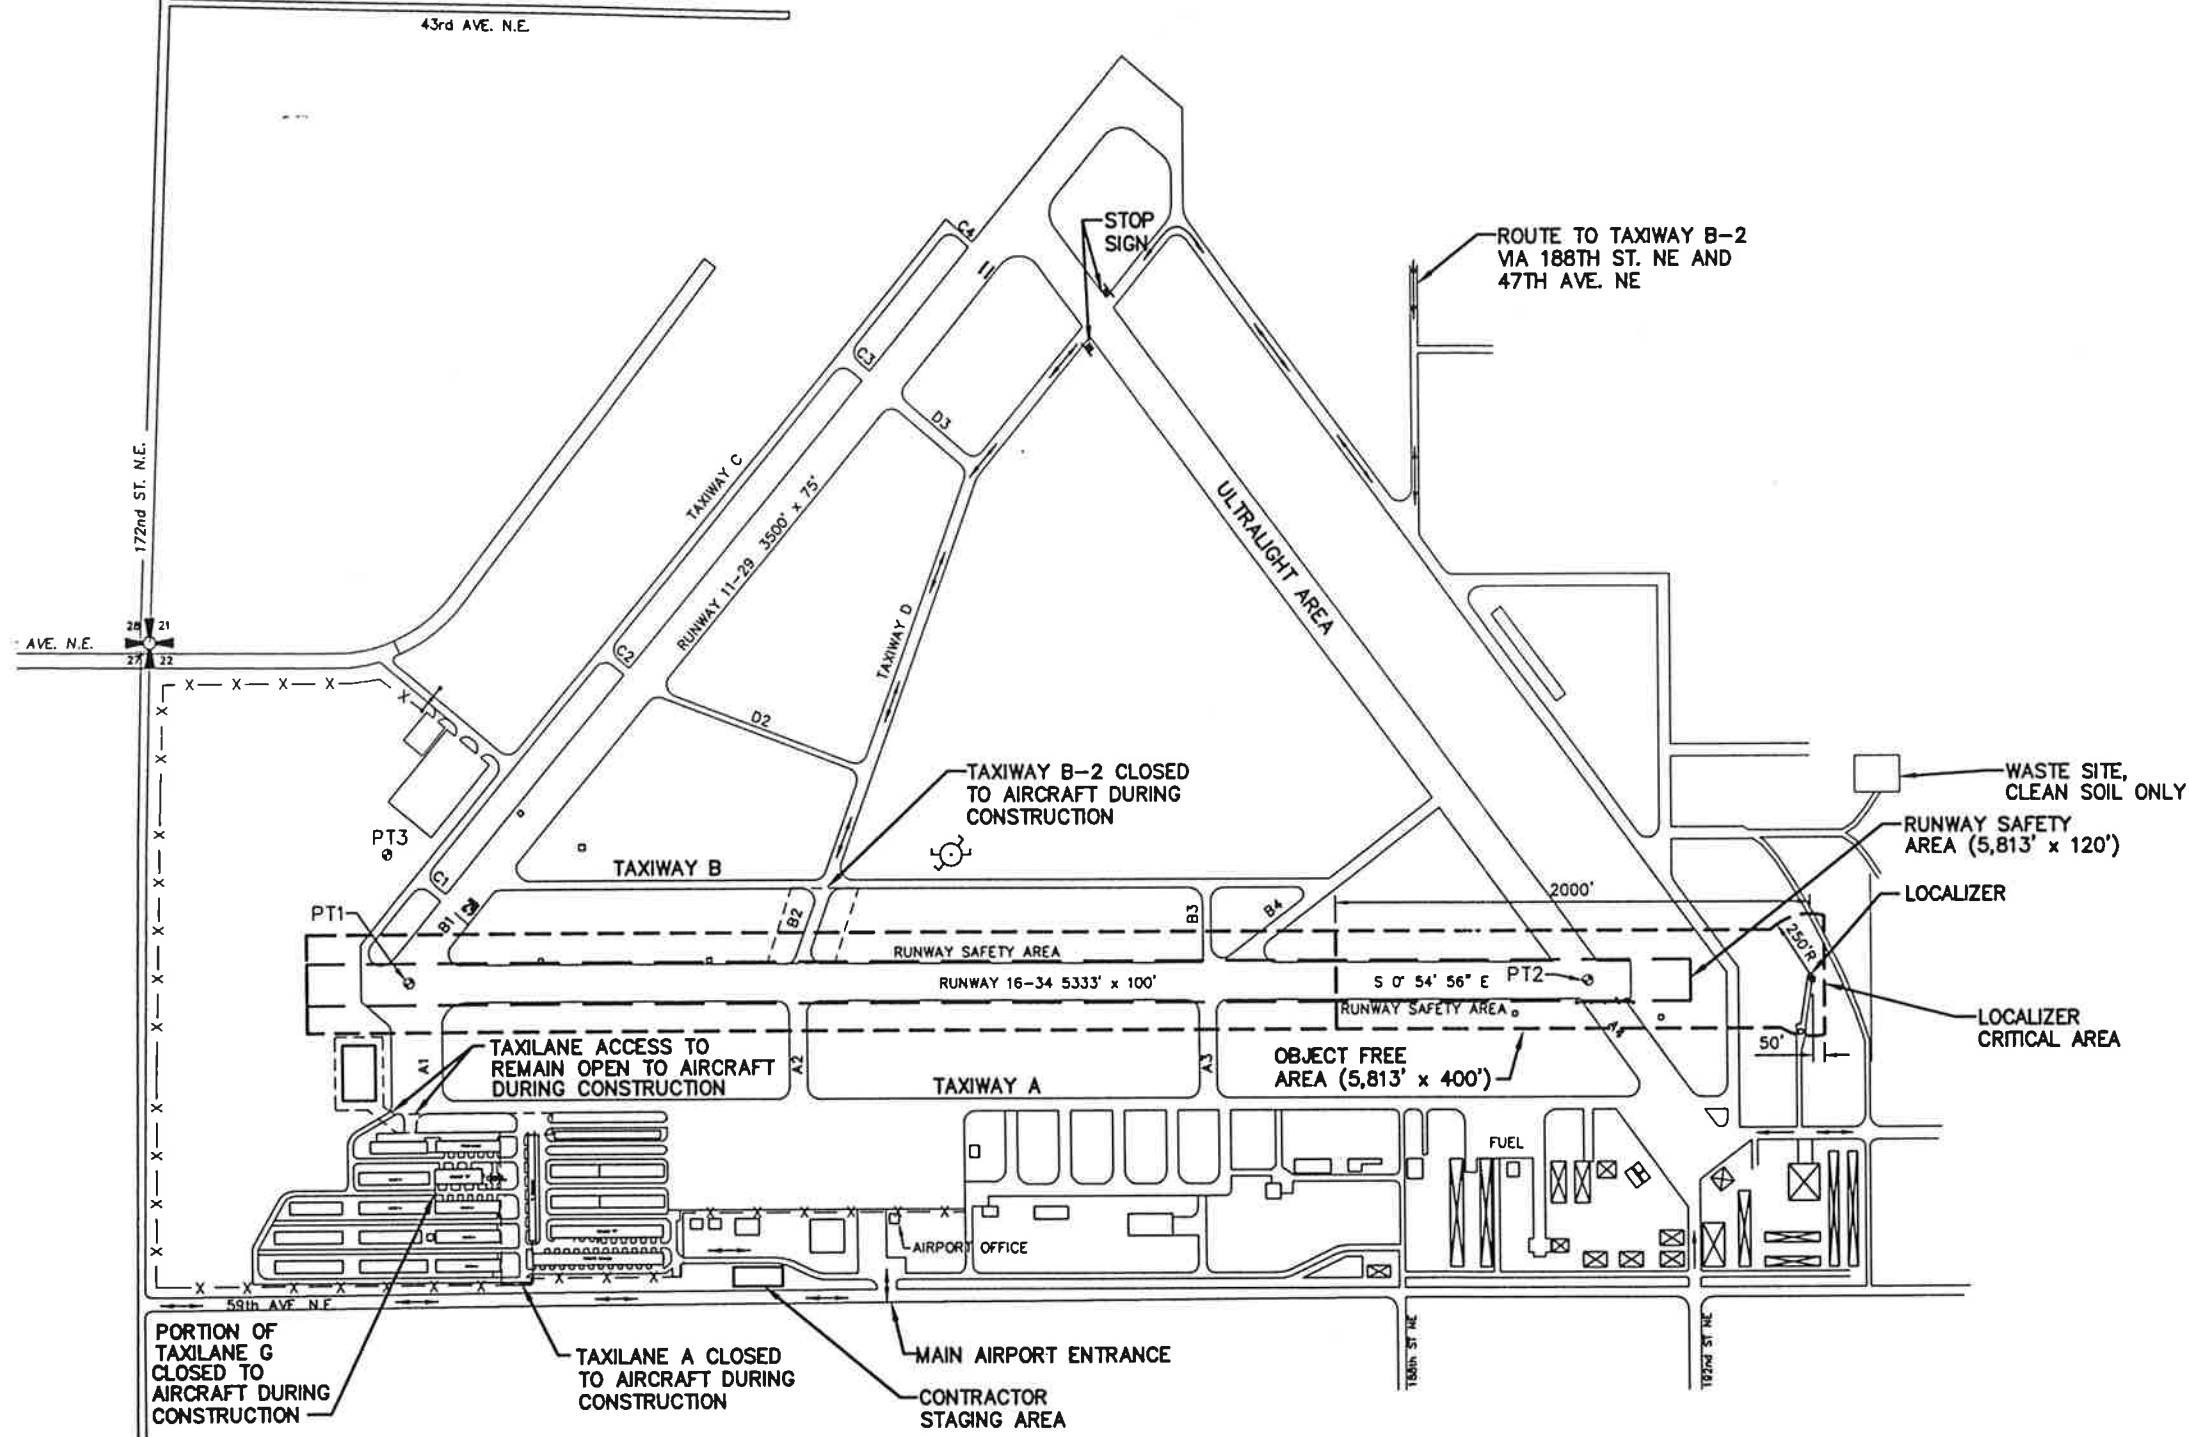 43rd AVE. N.E.
STOP
SIGN
ROUTE TO TAXIWAY B-2
VIA 188TH ST. NE AND
47TH AVE. NE
C4
C3
D3
172nd ST. N.E.
TAXIWAY C
RUNWAY 11-29 3500' x 75'
ULTRALIGHT AREA
TAXIWAY D
28 21
27 22
AVE. N.E.
C2
D2
X X X X
TAXIWAY B-2 CLOSED
TO AIRCRAFT DURING
CONSTRUCTION
WASTE SITE,
CLEAN SOIL ONLY
RUNWAY SAFETY
AREA (5,813' x 120')
PT3
TAXIWAY B
C1
2000'
LOCALIZER
PT1
B1
B2
B3
B4
250'R
RUNWAY SAFETY AREA
RUNWAY 16-34 5333' x 100'
S 0° 54' 56" E
PT2
RUNWAY SAFETY AREA
A4
LOCALIZER
CRITICAL AREA
50'
TAXILANE ACCESS TO
REMAIN OPEN TO AIRCRAFT
DURING CONSTRUCTION
A1
A2
A3
OBJECT FREE
AREA (5,813' x 400')
TAXIWAY A
FUEL
AIRPORT OFFICE
59th AVE N.E.
PORTION OF
TAXILANE G
CLOSED TO
AIRCRAFT DURING
CONSTRUCTION
TAXILANE A CLOSED
TO AIRCRAFT DURING
CONSTRUCTION
MAIN AIRPORT ENTRANCE
CONTRACTOR
STAGING AREA
188th ST NE
192nd ST NE